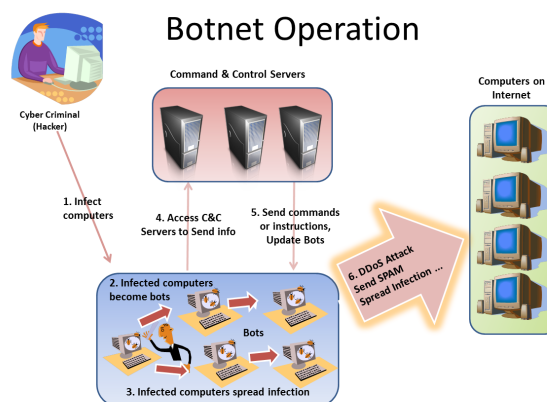 Botnet Operation
Command & Control Servers
Computers on
Internet
Cyber Criminal
(Hacker)
1. Infect
computers
4. Access C&C
Servers to Send info
5. Send commands
or instructions,
Update Bots
6. DDoS Attack
Send SPAM
Spread Infection ...
2. Infected computers
become bots
Bots
3. Infected computers spread infection